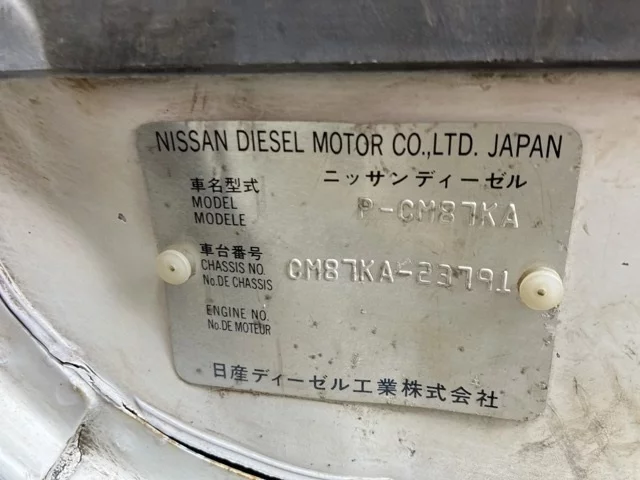 NISSAN DIESEL MOTOR CO.,LTD. JAPAN
ニッサンディーゼル
車名型式
MODEL
MODELE
P-CM87KA
車台番号
CHASSIS NO.
No.DE CHASSIS
CM87KA-23791
ENGINE NO.
No.DE MOTEUR
日産ディーゼル工業株式会社